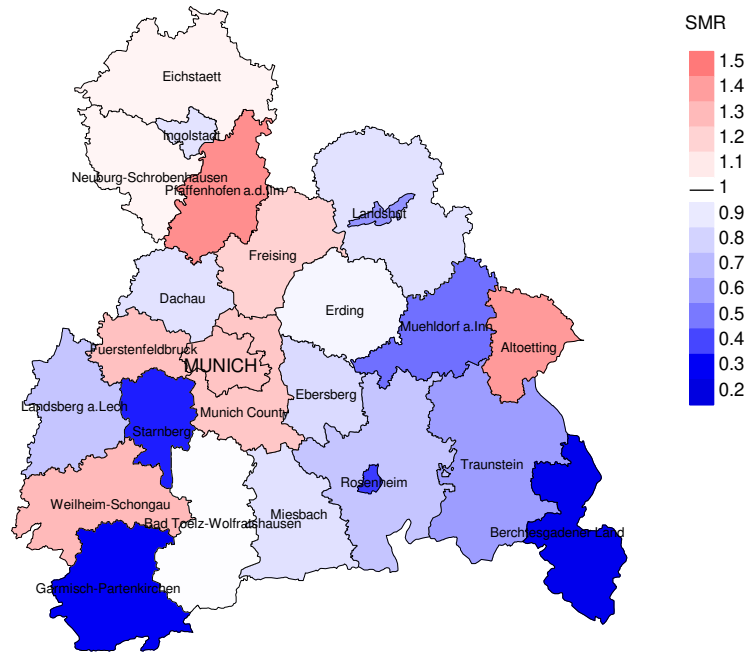 SMR
1.5
1.4
1.3
1.2
1.1
1
0.9
0.8
0.7
0.6
0.5
0.4
0.3
0.2
Eichstaett
Ingolstadt
Neuburg-Schrobenhausen
Pfaffenhofen a.d.Ilm
Landshut
Freising
Dachau
Erding
Muehldorf a.Inn
Altoetting
Fuerstenfeldbruck
MUNICH
Ebersberg
Landsberg a.Lech
Munich County
Starnberg
Traunstein
Rosenheim
Weilheim-Schongau
Miesbach
Bad Toelz-Wolfratshausen
Berchtesgadener Land
Garmisch-Partenkirchen